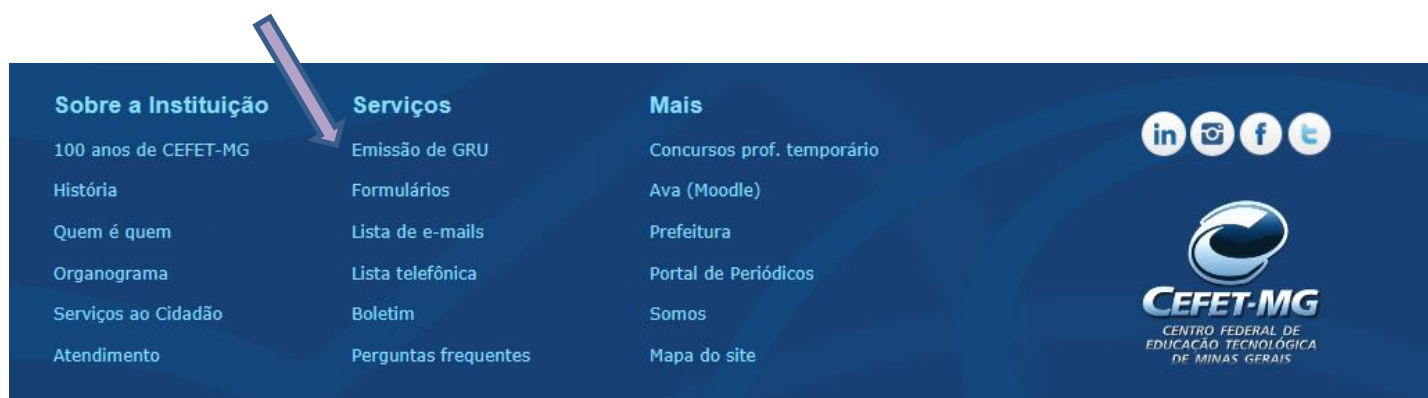 Sobre a Instituição
100 anos de CEFET-MG
História
Quem é quem
Organograma
Serviços ao Cidadão
Atendimento
Serviços
Emissão de GRU
Formulários
Lista de e-mails
Lista telefônica
Boletim
Perguntas frequentes
Mais
Concursos prof. temporário
Ava (Moodle)
Prefeitura
Portal de Periódicos
Somos
Mapa do site
in f t
CEFET-MG
CENTRO FEDERAL DE
EDUCAÇÃO TECNOLÓGICA
DE MINAS GERAIS